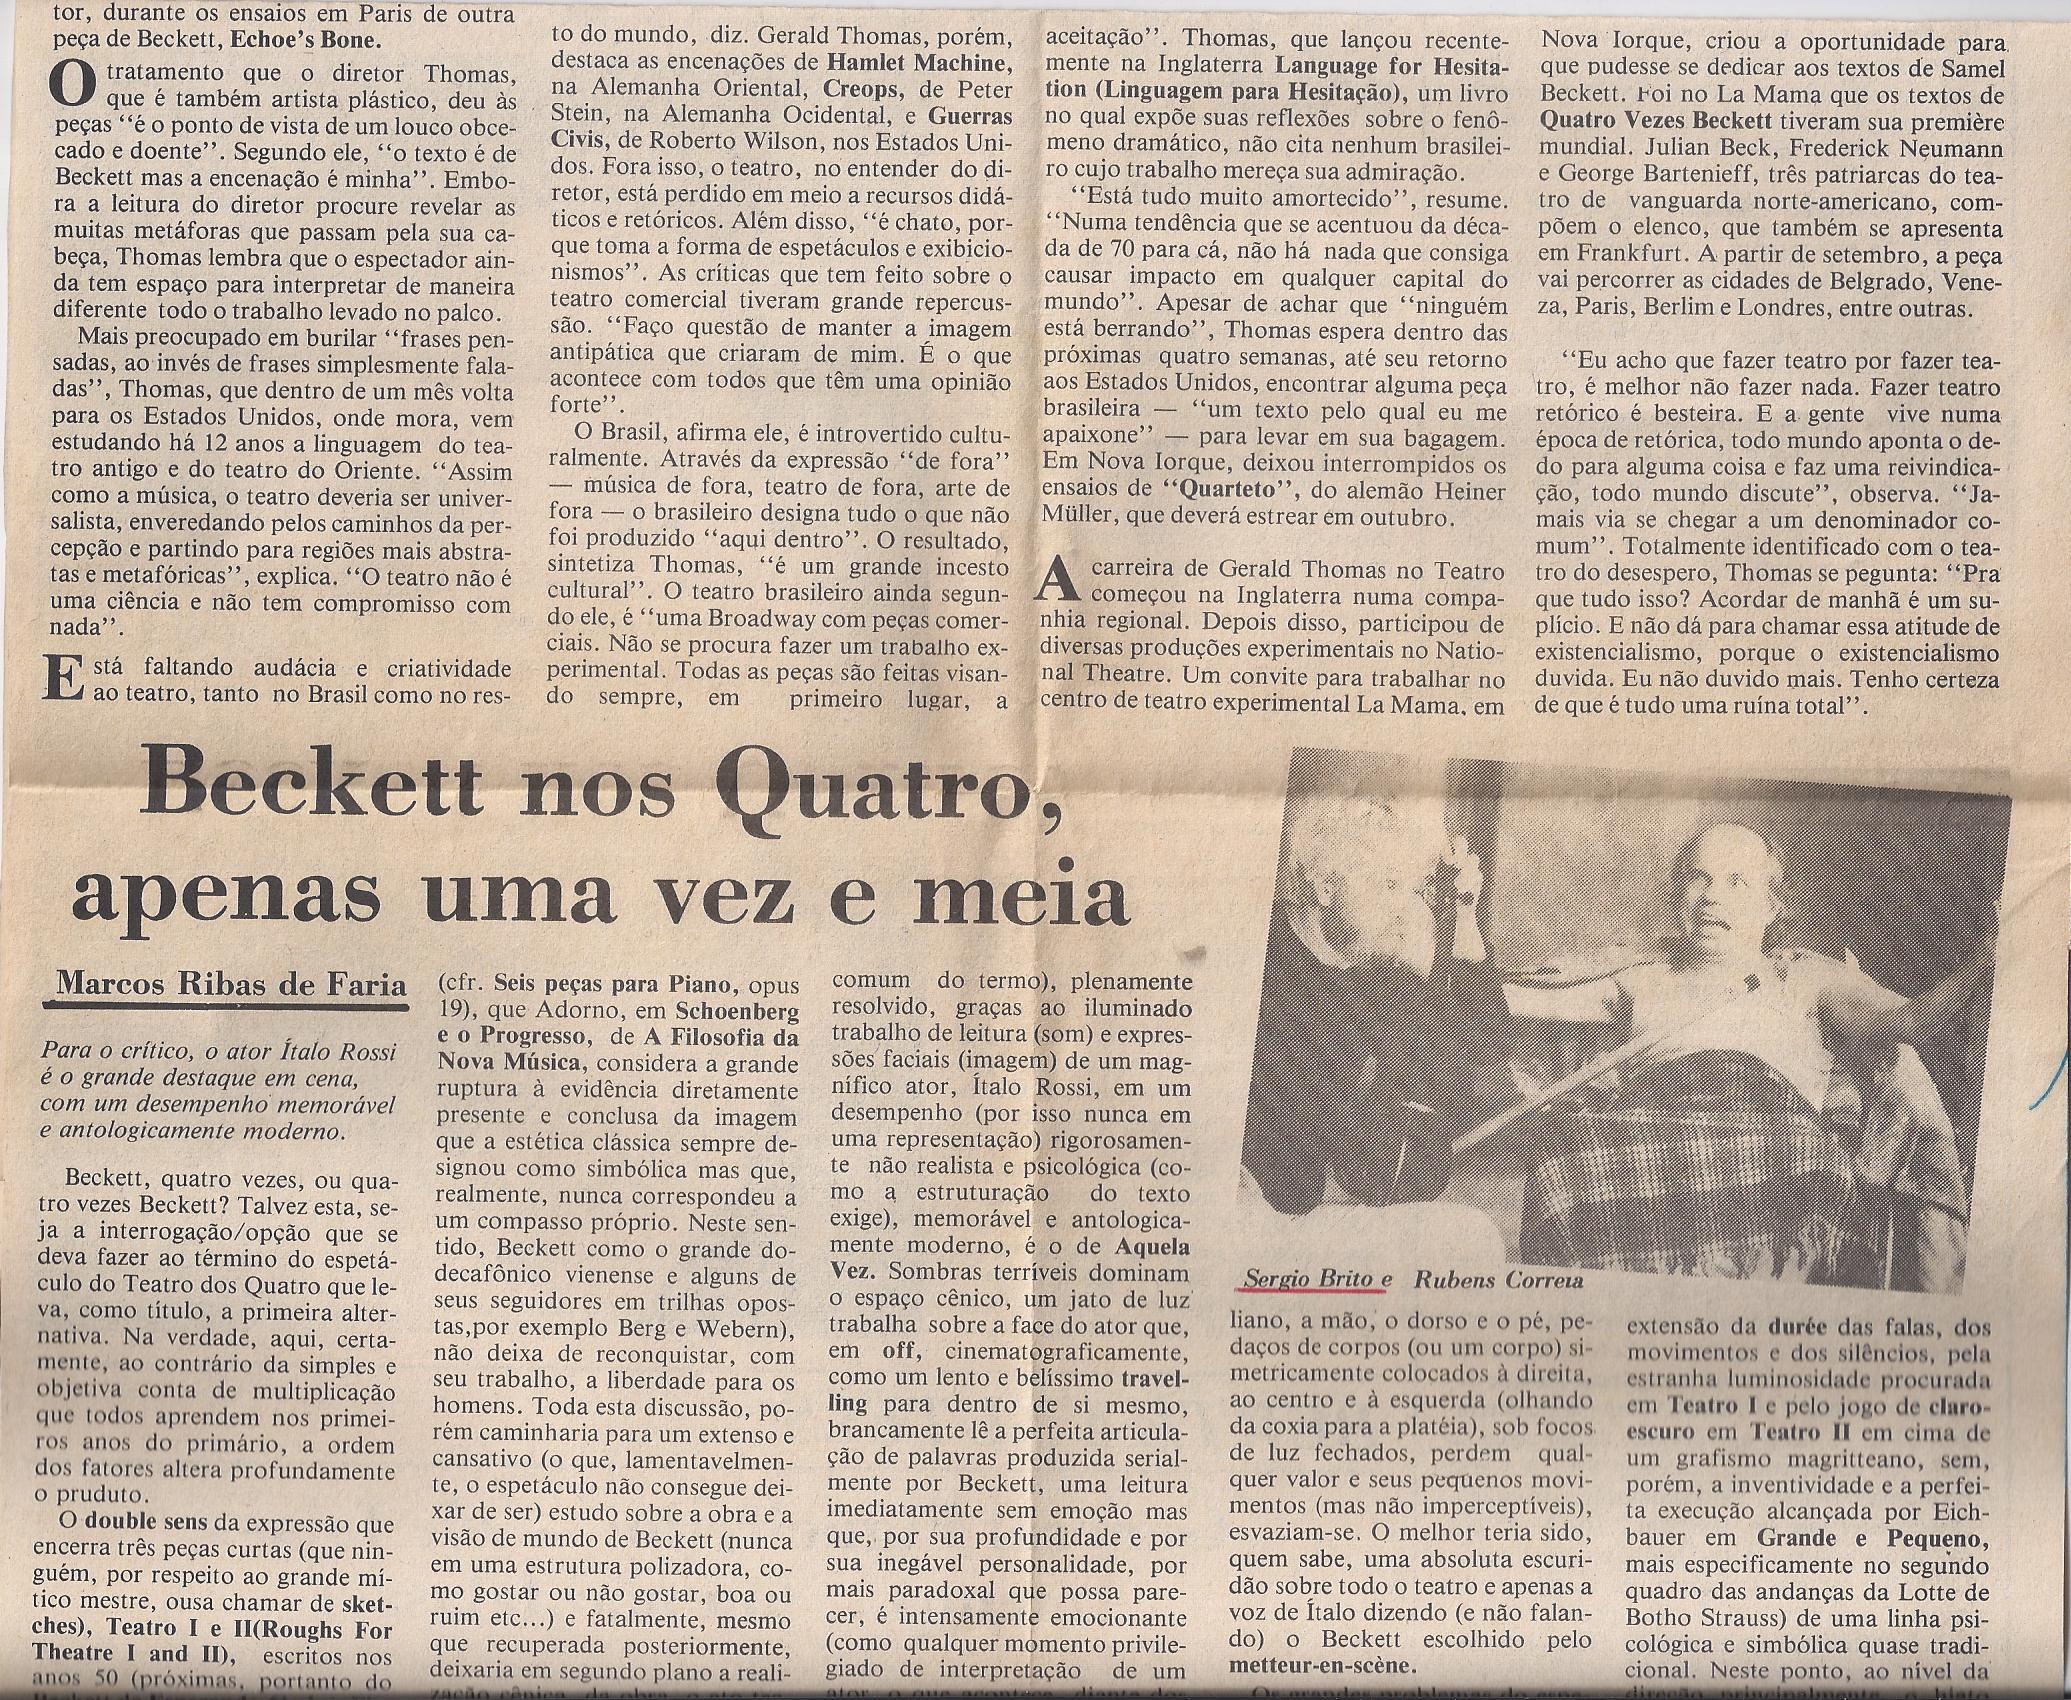 tor, durante os ensaios em Paris de outra
peça de Beckett, Echoe's Bone.
O tratamento que o diretor Thomas,
que é também artista plástico, deu às
peças “é o ponto de vista de um louco obce-
cado e doente”. Segundo ele, “o texto é de
Beckett mas a encenação é minha”. Embo-
ra a leitura do diretor procure revelar as
muitas metáforas que passam pela sua ca-
beça, Thomas lembra que o espectador ain-
da tem espaço para interpretar de maneira
diferente todo o trabalho levado no palco.
Mais preocupado em burilar “frases pen-
sadas, ao invés de frases simplesmente fala-
das”, Thomas, que dentro de um mês volta
para os Estados Unidos, onde mora, vem
estudando há 12 anos a linguagem do tea-
tro antigo e do teatro do Oriente. “Assim
como a música, o teatro deveria ser univer-
salista, enveredando pelos caminhos da per-
cepção e partindo para regiões mais abstra-
tas e metafóricas”, explica. “O teatro não é
uma ciência e não tem compromisso com
nada”.
Está faltando audácia e criatividade
ao teatro, tanto no Brasil como no res-
to do mundo, diz. Gerald Thomas, porém,
destaca as encenações de Hamlet Machine,
na Alemanha Oriental, Creops, de Peter
Stein, na Alemanha Ocidental, e Guerras
Civis, de Roberto Wilson, nos Estados Uni-
dos. Fora isso, o teatro, no entender do di-
retor, está perdido em meio a recursos didá-
ticos e retóricos. Além disso, “é chato, por-
que toma a forma de espetáculos e exibicio-
nismos”. As críticas que tem feito sobre o
teatro comercial tiveram grande repercus-
são. “Faço questão de manter a imagem
antipática que criaram de mim. É o que
acontece com todos que têm uma opinião
forte”.
O Brasil, afirma ele, é introvertido cultu-
ralmente. Através da expressão “de fora”
— música de fora, teatro de fora, arte de
fora — o brasileiro designa tudo o que não
foi produzido “aqui dentro”. O resultado,
sintetiza Thomas, “é um grande incesto
cultural”. O teatro brasileiro ainda segun-
do ele, é “uma Broadway com peças comer-
ciais. Não se procura fazer um trabalho ex-
perimental. Todas as peças são feitas visan-
do sempre, em primeiro lugar, a
aceitação”. Thomas, que lançou recente-
mente na Inglaterra Language for Hesita-
tion (Linguagem para Hesitação), um livro
no qual expõe suas reflexões sobre o fenô-
meno dramático, não cita nenhum brasilei-
ro cujo trabalho mereça sua admiração.
“Está tudo muito amortecido”, resume.
“Numa tendência que se acentuou da déca-
da de 70 para cá, não há nada que consiga
causar impacto em qualquer capital do
mundo”. Apesar de achar que “ninguém
está berrando”, Thomas espera dentro das
próximas quatro semanas, até seu retorno
aos Estados Unidos, encontrar alguma peça
brasileira — “um texto pelo qual eu me
apaixone” — para levar em sua bagagem.
Em Nova Iorque, deixou interrompidos os
ensaios de “Quarteto”, do alemão Heiner
Müller, que deverá estrear em outubro.
A carreira de Gerald Thomas no Teatro
começou na Inglaterra numa compa-
nhia regional. Depois disso, participou de
diversas produções experimentais no Natio-
nal Theatre. Um convite para trabalhar no
centro de teatro experimental La Mama, em
Nova Iorque, criou a oportunidade para
que pudesse se dedicar aos textos de Samel
Beckett. Foi no La Mama que os textos de
Quatro Vezes Beckett tiveram sua première
mundial. Julian Beck, Frederick Neumann
e George Bartenieff, três patriarcas do tea-
tro de vanguarda norte-americano, com-
põem o elenco, que também se apresenta
em Frankfurt. A partir de setembro, a peça
vai percorrer as cidades de Belgrado, Vene-
za, Paris, Berlim e Londres, entre outras.
“Eu acho que fazer teatro por fazer tea-
tro, é melhor não fazer nada. Fazer teatro
retórico é besteira. E a gente vive numa
época de retórica, todo mundo aponta o de-
do para alguma coisa e faz uma reivindica-
ção, todo mundo discute”, observa. “Ja-
mais via se chegar a um denominador co-
mum”. Totalmente identificado com o tea-
tro do desespero, Thomas se pegunta: “Pra
que tudo isso? Acordar de manhã é um su-
plício. E não dá para chamar essa atitude de
existencialismo, porque o existencialismo
duvida. Eu não duvido mais. Tenho certeza
de que é tudo uma ruína total”.
Beckett nos Quatro,
apenas uma vez e meia
Marcos Ribas de Faria
Para o crítico, o ator Ítalo Rossi
é o grande destaque em cena,
com um desempenho memorável
e antologicamente moderno.
Beckett, quatro vezes, ou qua-
tro vezes Beckett? Talvez esta, se-
ja a interrogação/opção que se
deva fazer ao término do espetá-
culo do Teatro dos Quatro que le-
va, como título, a primeira alter-
nativa. Na verdade, aqui, certa-
mente, ao contrário da simples e
objetiva conta de multiplicação
que todos aprendem nos primei-
ros anos do primário, a ordem
dos fatores altera profundamente
o pruduto.
O double sens da expressão que
encerra três peças curtas (que nin-
guém, por respeito ao grande mí-
tico mestre, ousa chamar de sket-
ches), Teatro I e II(Roughs For
Theatre I and II), escritos nos
anos 50 (próximas, portanto do
(cfr. Seis peças para Piano, opus
19), que Adorno, em Schoenberg
e o Progresso, de A Filosofia da
Nova Música, considera a grande
ruptura à evidência diretamente
presente e conclusa da imagem
que a estética clássica sempre de-
signou como simbólica mas que,
realmente, nunca correspondeu a
um compasso próprio. Neste sen-
tido, Beckett como o grande do-
decafônico vienense e alguns de
seus seguidores em trilhas opos-
tas,por exemplo Berg e Webern),
não deixa de reconquistar, com
seu trabalho, a liberdade para os
homens. Toda esta discussão, po-
rém caminharia para um extenso e
cansativo (o que, lamentavelmen-
te, o espetáculo não consegue dei-
xar de ser) estudo sobre a obra e a
visão de mundo de Beckett (nunca
em uma estrutura polizadora, co-
mo gostar ou não gostar, boa ou
ruim etc...) e fatalmente, mesmo
que recuperada posteriormente,
deixaria em segundo plano a reali-
comum do termo), plenamente
resolvido, graças ao iluminado
trabalho de leitura (som) e expres-
sões faciais (imagem) de um mag-
nífico ator, Ítalo Rossi, em um
desempenho (por isso nunca em
uma representação) rigorosamen-
te não realista e psicológica (co-
mo a estruturação do texto
exige), memorável e antologica-
mente moderno, é o de Aquela
Vez. Sombras terríveis dominam
o espaço cênico, um jato de luz
trabalha sobre a face do ator que,
em off, cinematograficamente,
como um lento e belíssimo travel-
ling para dentro de si mesmo,
brancamente lê a perfeita articula-
ção de palavras produzida serial-
mente por Beckett, uma leitura
imediatamente sem emoção mas
que, por sua profundidade e por
sua inegável personalidade, por
mais paradoxal que possa pare-
cer, é intensamente emocionante
(como qualquer momento privile-
giado de interpretação de um
Sergio Brito e Rubens Correia
liano, a mão, o dorso e o pé, pe-
daços de corpos (ou um corpo) si-
metricamente colocados à direita,
ao centro e à esquerda (olhando
da coxia para a platéia), sob focos
de luz fechados, perdem qual-
quer valor e seus pequenos movi-
mentos (mas não imperceptíveis),
esvaziam-se. O melhor teria sido,
quem sabe, uma absoluta escuri-
dão sobre todo o teatro e apenas a
voz de Ítalo dizendo (e não falan-
do) o Beckett escolhido pelo
metteur-en-scène.
extensão da durée das falas, dos
movimentos e dos silêncios, pela
estranha luminosidade procurada
em Teatro I e pelo jogo de claro-
escuro em Teatro II em cima de
um grafismo magritteano, sem,
porém, a inventividade e a perfei-
ta execução alcançada por Eich-
bauer em Grande e Pequeno,
mais especificamente no segundo
quadro das andanças da Lotte de
Botho Strauss) de uma linha psi-
cológica e simbólica quase tradi-
cional. Neste ponto, ao nível da